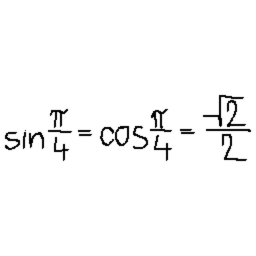 sin π/4 = cos π/4 = √2/2